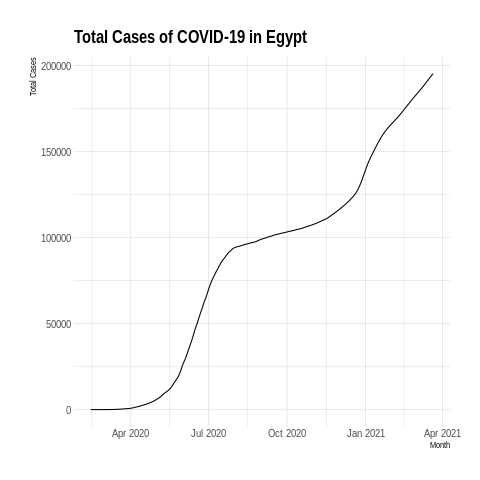 Total Cases of COVID-19 in Egypt
Total Cases
200000
150000
100000
50000
0
Apr 2020 Jul 2020 Oct 2020 Jan 2021 Apr 2021
Month